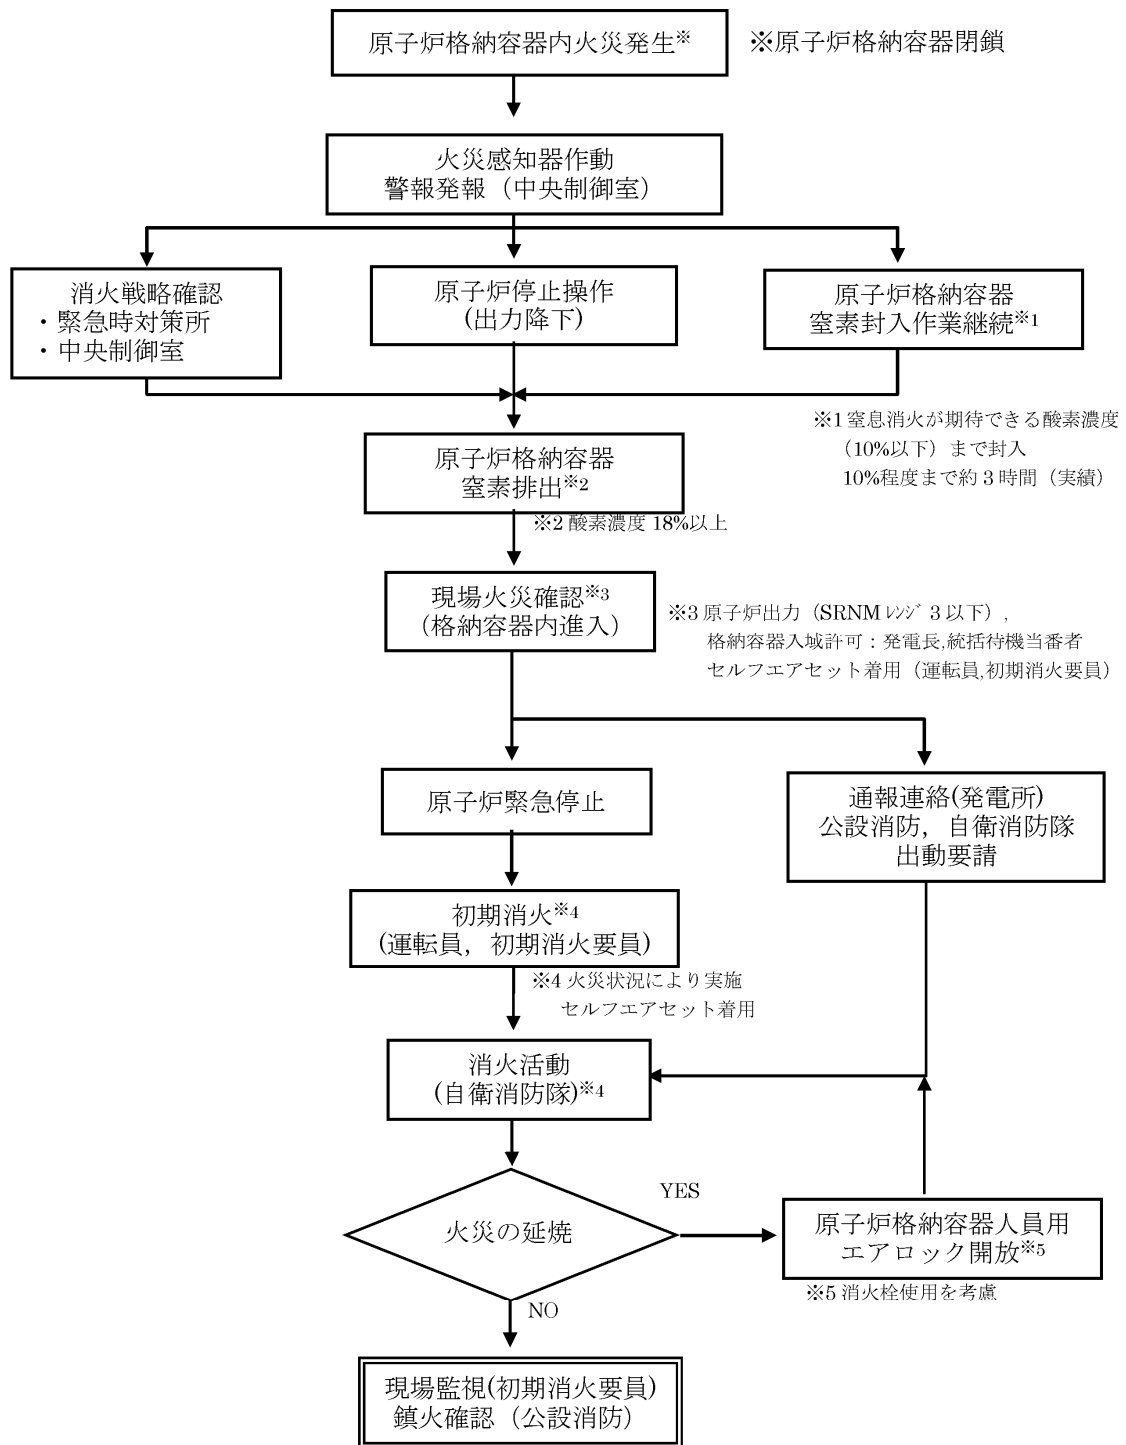 原子炉格納容器内火災発生※
※原子炉格納容器閉鎖
火災感知器作動
警報発報（中央制御室）
消火戦略確認
・緊急時対策所
・中央制御室
原子炉停止操作
(出力降下)
原子炉格納容器
窒素封入作業継続※1
※1 窒息消火が期待できる酸素濃度
（10%以下）まで封入
10%程度まで約 3 時間（実績）
原子炉格納容器
窒素排出※2
※2 酸素濃度 18%以上
現場火災確認※3
（格納容器内進入）
※3 原子炉出力（SRNM ﾚﾝｼﾞ 3 以下）,
格納容器入域許可：発電長,統括待機当番者
セルフエアセット着用（運転員,初期消火要員）
原子炉緊急停止
通報連絡(発電所)
公設消防，自衛消防隊
出動要請
初期消火※4
(運転員，初期消火要員)
※4 火災状況により実施
セルフエアセット着用
消火活動
(自衛消防隊)※4
火災の延焼
YES
原子炉格納容器人員用
エアロック開放※5
※5 消火栓使用を考慮
NO
現場監視(初期消火要員)
鎮火確認（公設消防）